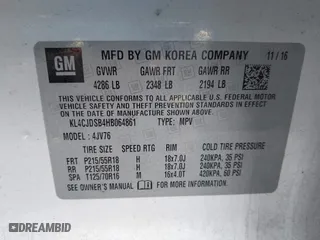 GM
MFD BY GM KOREA COMPANY 11/16
GVWR GAWR FRT GAWR RR
4286 LB 2348 LB 2194 LB
THIS VEHICLE CONFORMS TO ALL APPLICABLE U.S. FEDERAL MOTOR
VEHICLE SAFETY AND THEFT PREVENTION STANDARDS IN EFFECT ON
THE DATE OF MANUFACTURE SHOWN ABOVE.
KL4CJDSB4HB064861 TYPE: MPV
MODEL: 4JV76
TIRE SIZE SPEED RTG RIM COLD TIRE PRESSURE
FRT P215/55R18 H 18x7.0J 240KPA, 35 PSI
RR P215/55R18 H 18x7.0J 240KPA, 35 PSI
SPA T125/70R16 M 16x4.0T 420KPA, 60 PSI
SEE OWNER'S MANUAL FOR ADDITIONAL INFORMATION.
AUTOHELPERBOT.COM